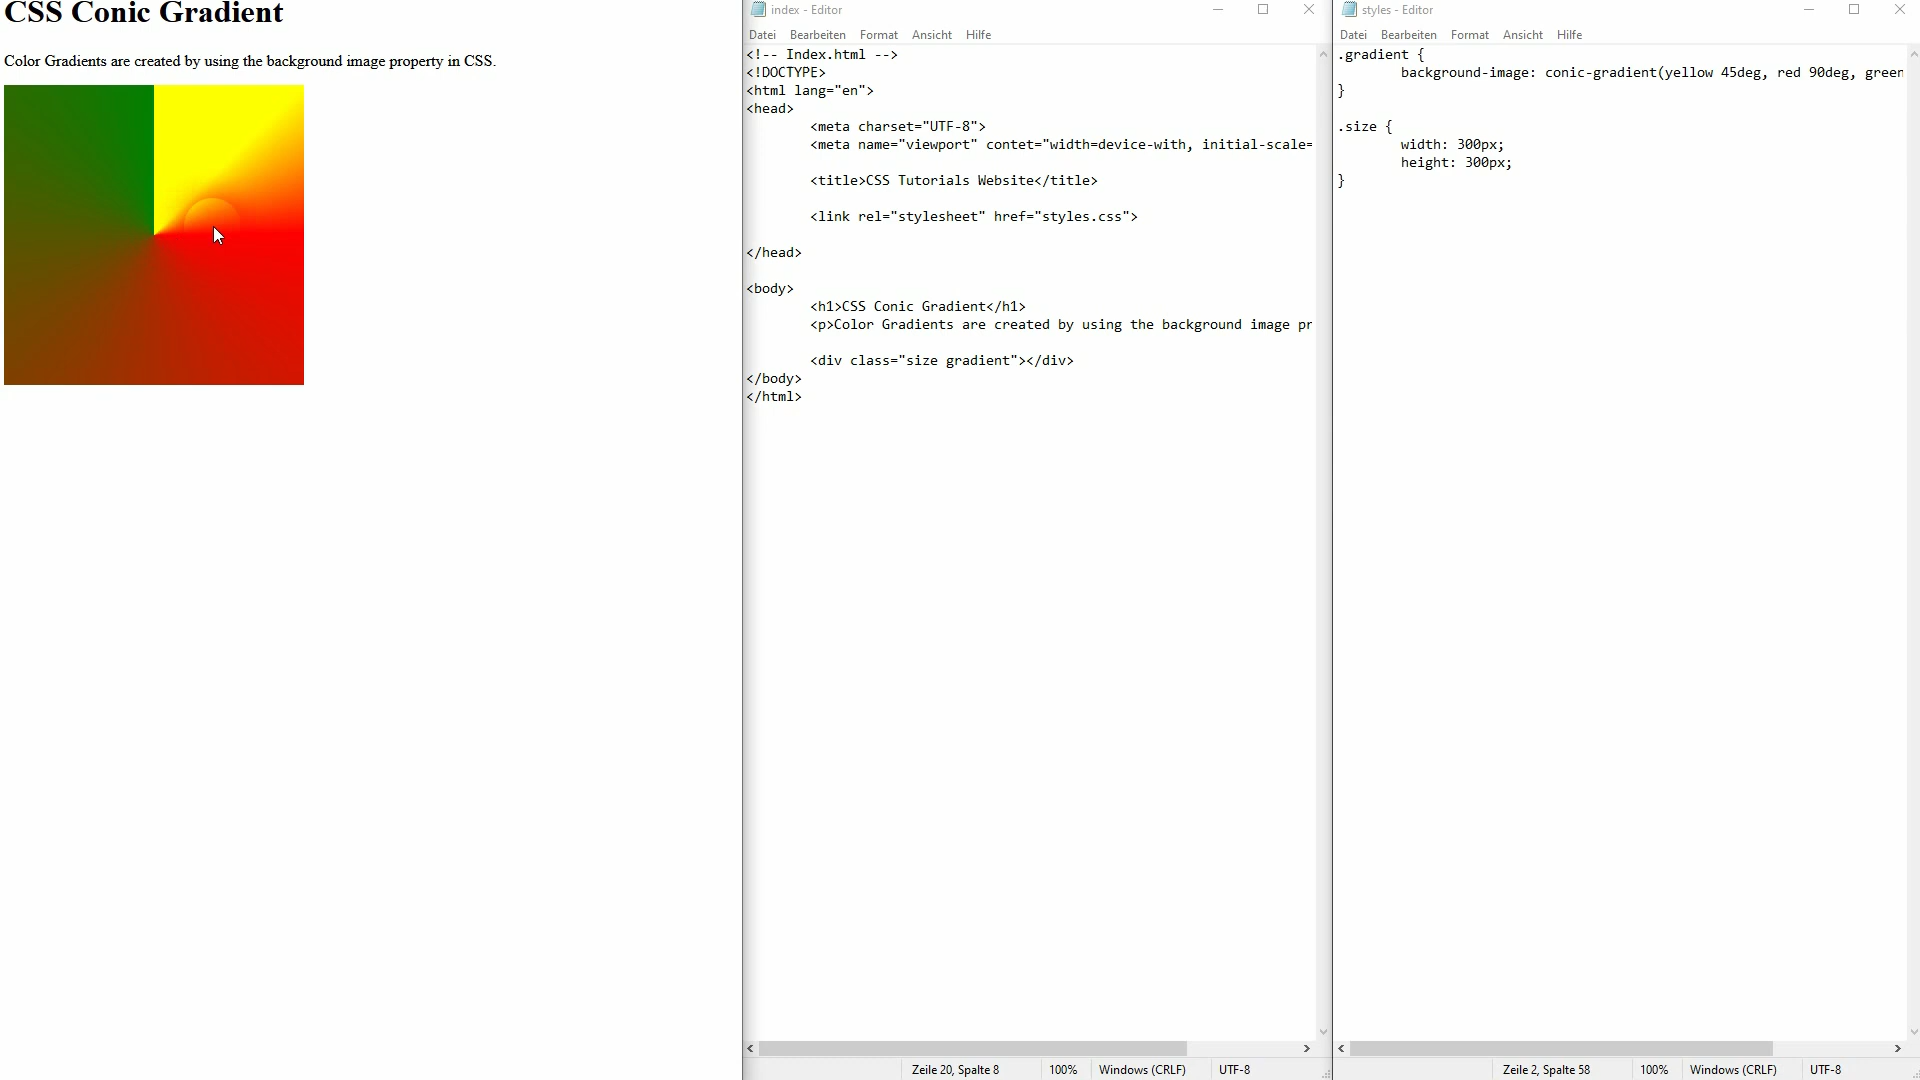 CSS Conic Gradient
Color Gradients are created by using the background image property in CSS.
index - Editor
Datei Bearbeiten Format Ansicht Hilfe
<!-- Index.html -->
<!DOCTYPE>
<html lang="en">
<head>
<meta charset="UTF-8">
<meta name="viewport" contet="width=device-with, initial-scale=
<title>CSS Tutorials Website</title>
<link rel="stylesheet" href="styles.css">
</head>
<body>
<h1>CSS Conic Gradient</h1>
<p>Color Gradients are created by using the background image pr
<div class="size gradient"></div>
</body>
</html>
Zeile 20, Spalte 8 100% Windows (CRLF) UTF-8
styles - Editor
Datei Bearbeiten Format Ansicht Hilfe
.gradient {
background-image: conic-gradient(yellow 45deg, red 90deg, green
}
.size {
width: 300px;
height: 300px;
}
Zeile 2, Spalte 58 100% Windows (CRLF) UTF-8